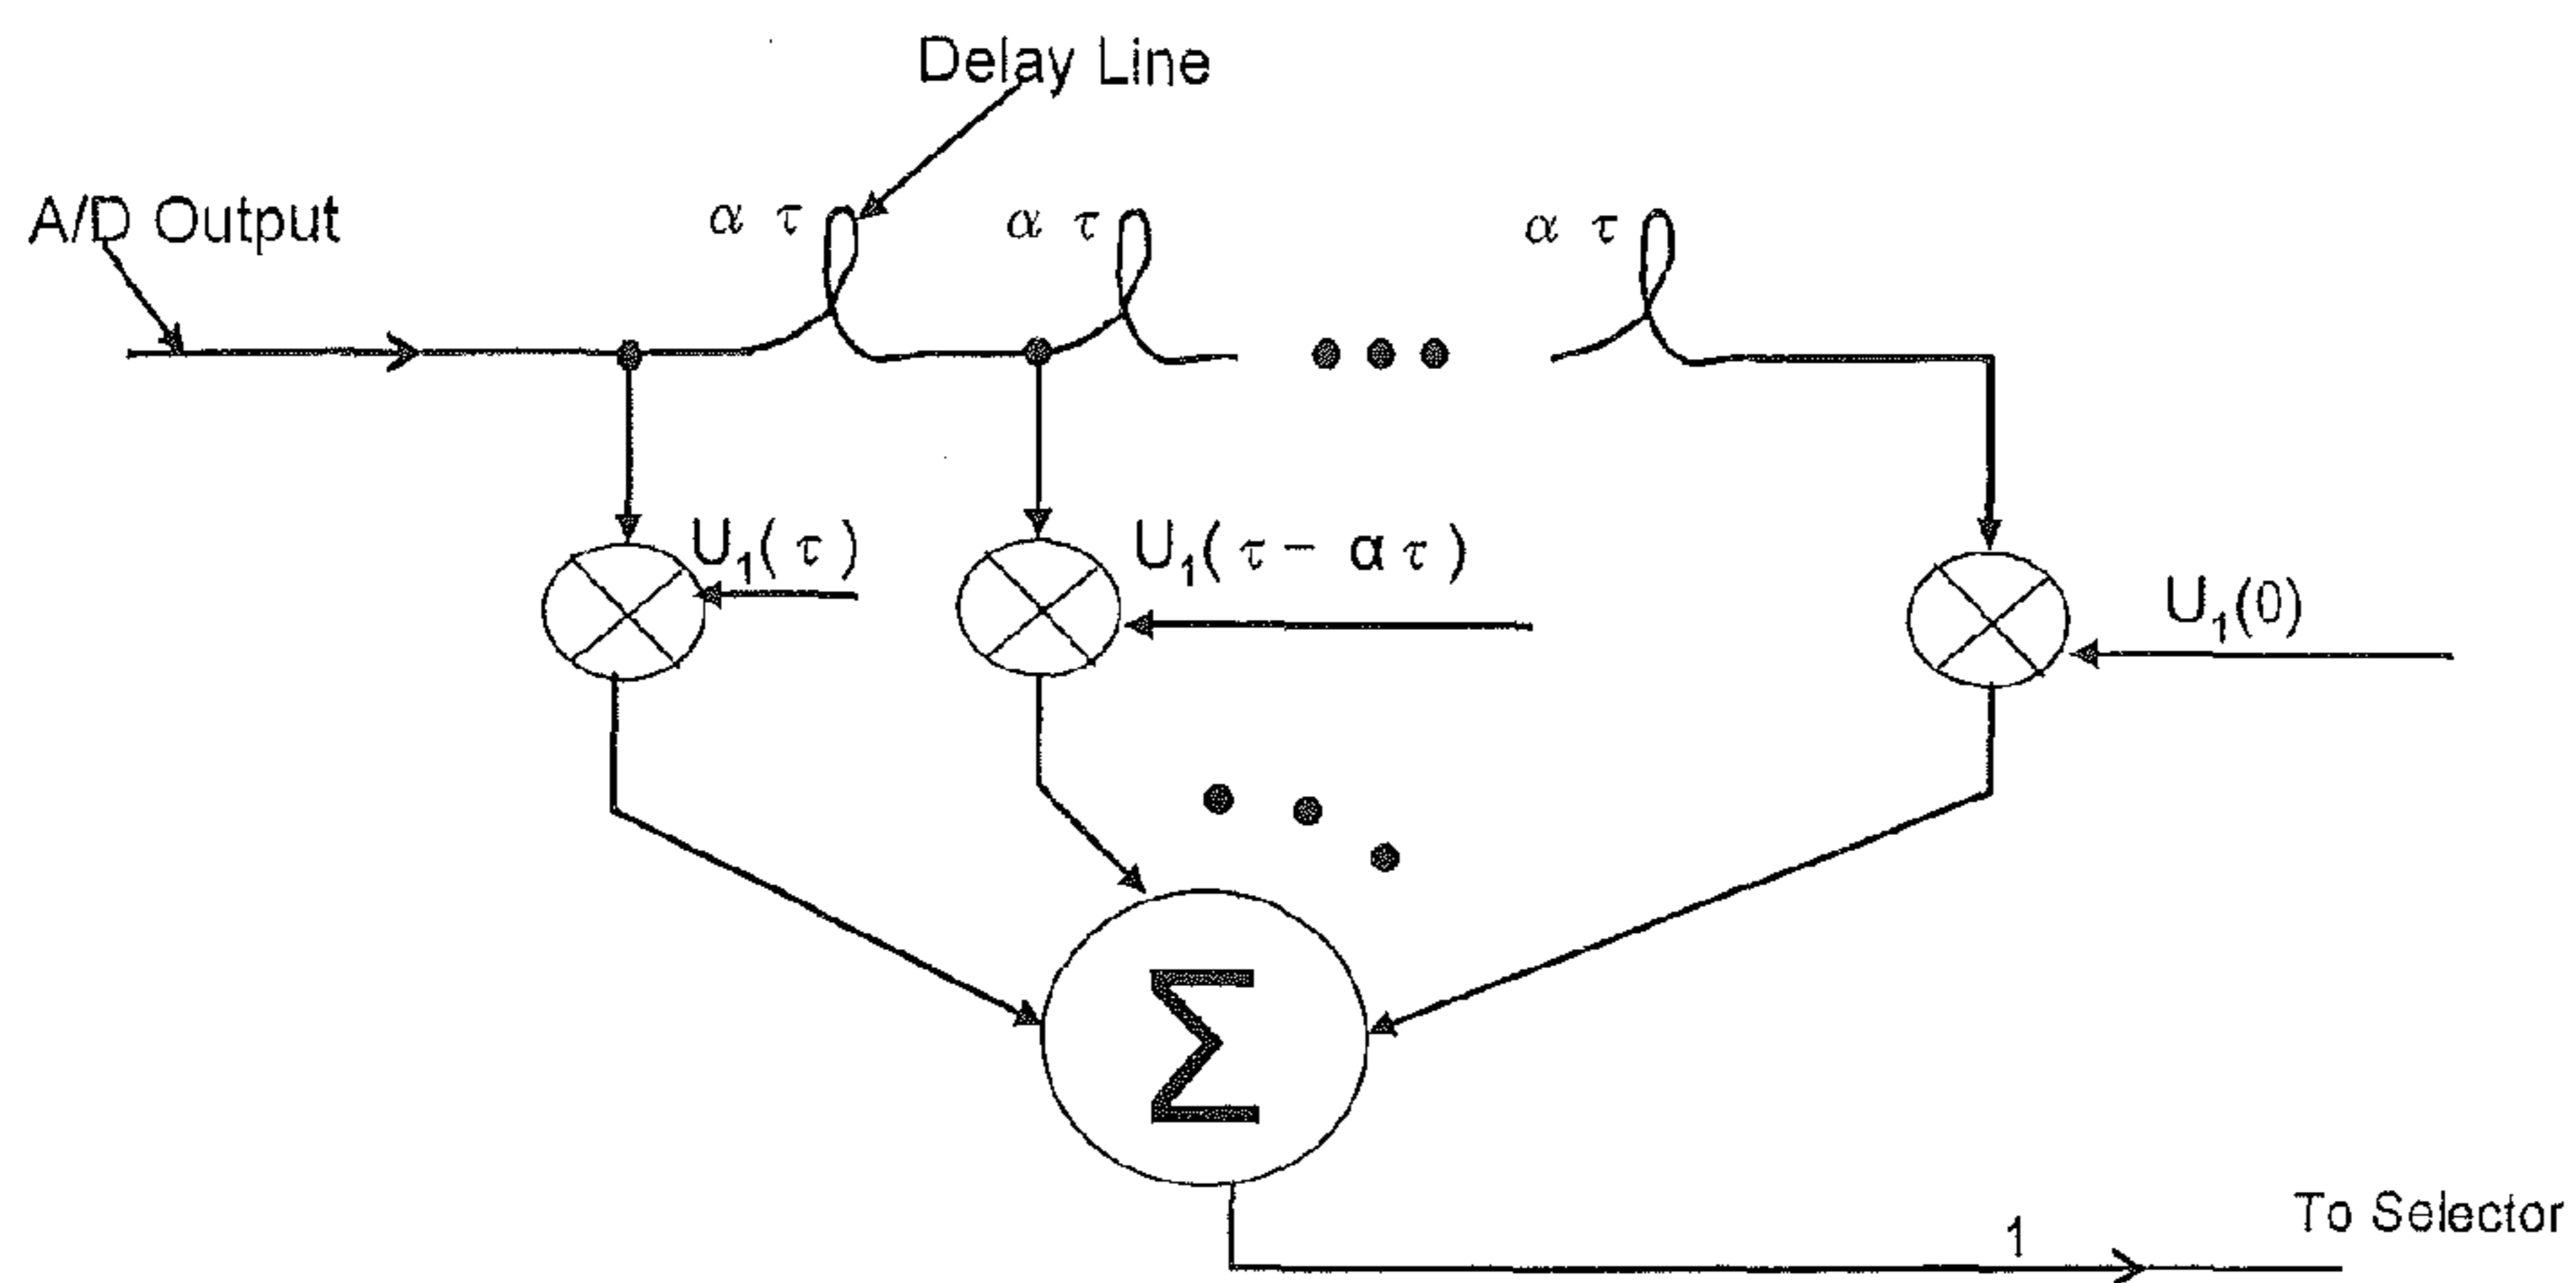 Delay Line
A/D Output
α τ
α τ
α τ
U₁( τ )
U₁( τ − α τ )
U₁(0)
Σ
1
To Selector